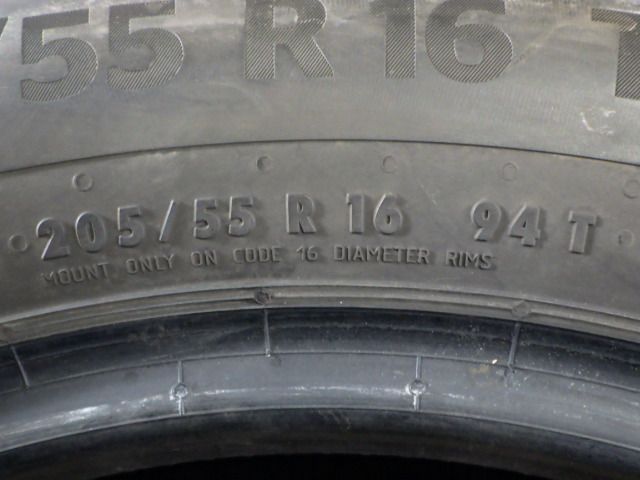 /55 R 16 T
205/55 R 16 94 T
MOUNT ONLY ON CODE 16 DIAMETER RIMS